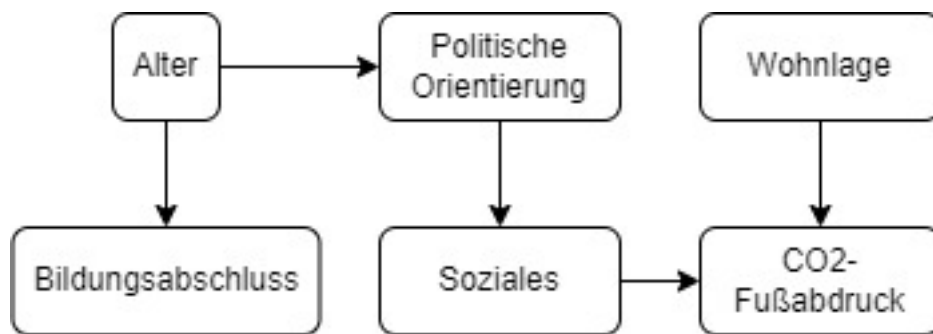 Alter
Politische
Orientierung
Wohnlage
Bildungsabschluss
Soziales
CO2-
Fußabdruck